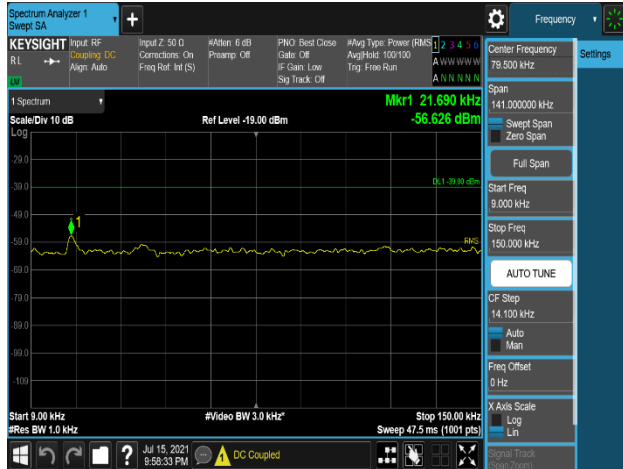 Spectrum Analyzer 1
Swept SA
+
Frequency
KEYSIGHT
RL
Input: RF
Coupling: DC
Align: Auto
Input Z: 50 Ω
Corrections: On
Freq Ref: Int (S)
#Atten: 6 dB
Preamp: Off
PNO: Best Close
Gate: Off
IF Gain: Low
Sig Track: Off
#Avg Type: Power (RMS
Avg|Hold: 100/100
Trig: Free Run
1 2 3 4 5 6
A W W W W W
A N N N N N
Settings
1 Spectrum
Scale/Div 10 dB
Log
Ref Level -19.00 dBm
Mkr1 21.690 kHz
-56.626 dBm
-29.0
-39.0
DL1 -39.00 dBm
-49.0
1
-59.0
RMS
-69.0
-79.0
-89.0
-99.0
-109
Start 9.00 kHz
#Video BW 3.0 kHz*
Stop 150.00 kHz
#Res BW 1.0 kHz
Sweep 47.5 ms (1001 pts)
Center Frequency
79.500 kHz
Span
141.000000 kHz
Swept Span
Zero Span
Full Span
Start Freq
9.000 kHz
Stop Freq
150.000 kHz
AUTO TUNE
CF Step
14.100 kHz
Auto
Man
Freq Offset
0 Hz
X Axis Scale
Log
Lin
Signal Track
(Span Zoom)
?
Jul 15, 2021
9:58:33 PM
DC Coupled